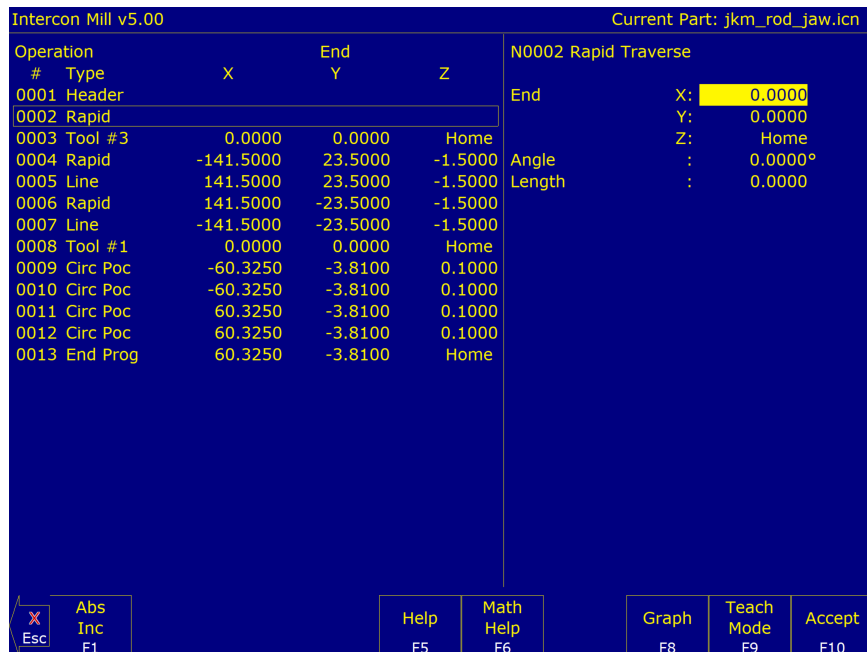 Intercon Mill v5.00 Current Part: jkm_rod_jaw.icn
Operation End
# Type X Y Z
0001 Header
0002 Rapid
0003 Tool #3 0.0000 0.0000 Home
0004 Rapid -141.5000 23.5000 -1.5000
0005 Line 141.5000 23.5000 -1.5000
0006 Rapid 141.5000 -23.5000 -1.5000
0007 Line -141.5000 -23.5000 -1.5000
0008 Tool #1 0.0000 0.0000 Home
0009 Circ Poc -60.3250 -3.8100 0.1000
0010 Circ Poc -60.3250 -3.8100 0.1000
0011 Circ Poc 60.3250 -3.8100 0.1000
0012 Circ Poc 60.3250 -3.8100 0.1000
0013 End Prog 60.3250 -3.8100 Home
N0002 Rapid Traverse
End X: 0.0000
Y: 0.0000
Z: Home
Angle : 0.0000°
Length : 0.0000
X
Esc
Abs
Inc
F1
Help
F5
Math
Help
F6
Graph
F8
Teach
Mode
F9
Accept
F10